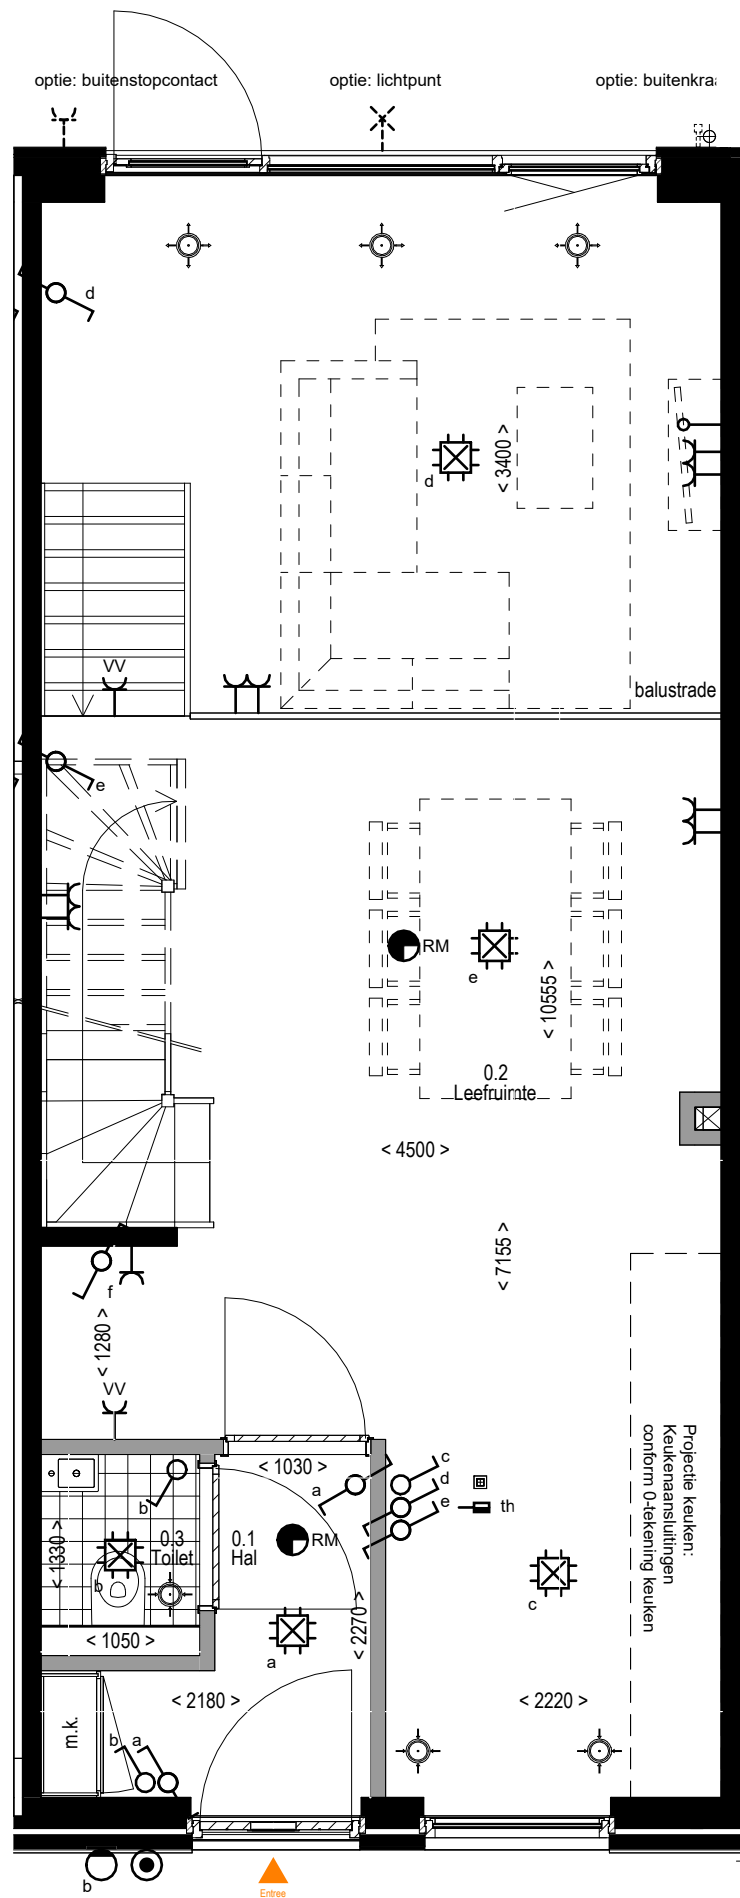 optie: buitenstopcontact
optie: lichtpunt
optie: buitenkraa
d
d
< 3400 >
VV
balustrade
e
RM
e
< 10555 >
0.2
Leefruimte
< 4500 >
< 7155 >
f
< 1280 >
VV
Projectie keuken:
Keukenaansluitingen
conform 0-tekening keuken
< 1030 >
a
c
d
e
th
b
0.3
Toilet
0.1
Hal
RM
< 1330 >
b
c
< 1050 >
a
< 2270 >
< 2180 >
< 2220 >
m.k.
b
a
b
Entree